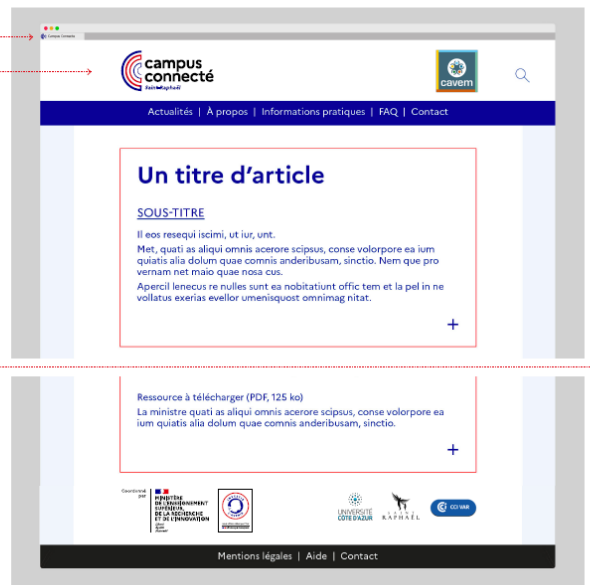 Campus Connecté
campus
connecté
Saint-Raphaël
cavem
Actualités | À propos | Informations pratiques | FAQ | Contact
Un titre d’article
SOUS-TITRE
Il eos resequi iscimi, ut iur, unt.
Met, quati as aliqui omnis acerore scipsus, conse volorpore ea ium
quiatis alia dolum quae comnis anderibusam, sinctio. Nem que pro
vernam net maio quae nosa cus.
Apercil lenecus re nulles sunt ea nobitatiunt offic tem et la pel in ne
vollatus exerias evellor umenisquost omnimag nitat.
+
Ressource à télécharger (PDF, 125 ko)
La ministre quati as aliqui omnis acerore scipsus, conse volorpore ea
ium quiatis alia dolum quae comnis anderibusam, sinctio.
+
Coordonné
par
MINISTÈRE
DE L'ENSEIGNEMENT
SUPÉRIEUR,
DE LA RECHERCHE
ET DE L'INNOVATION
Liberté
Égalité
Fraternité
UNIVERSITÉ
CÔTE D'AZUR
SAINT
RAPHAËL
CCI VAR
Mentions légales | Aide | Contact